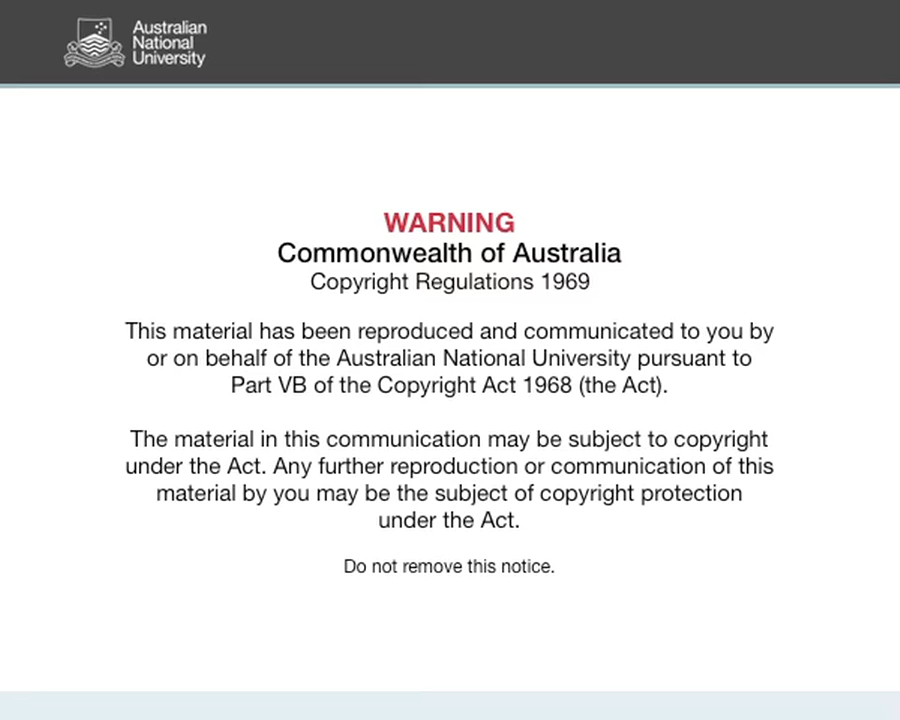 Australian
National
University
WARNING
Commonwealth of Australia
Copyright Regulations 1969
This material has been reproduced and communicated to you by
or on behalf of the Australian National University pursuant to
Part VB of the Copyright Act 1968 (the Act).
The material in this communication may be subject to copyright
under the Act. Any further reproduction or communication of this
material by you may be the subject of copyright protection
under the Act.
Do not remove this notice.